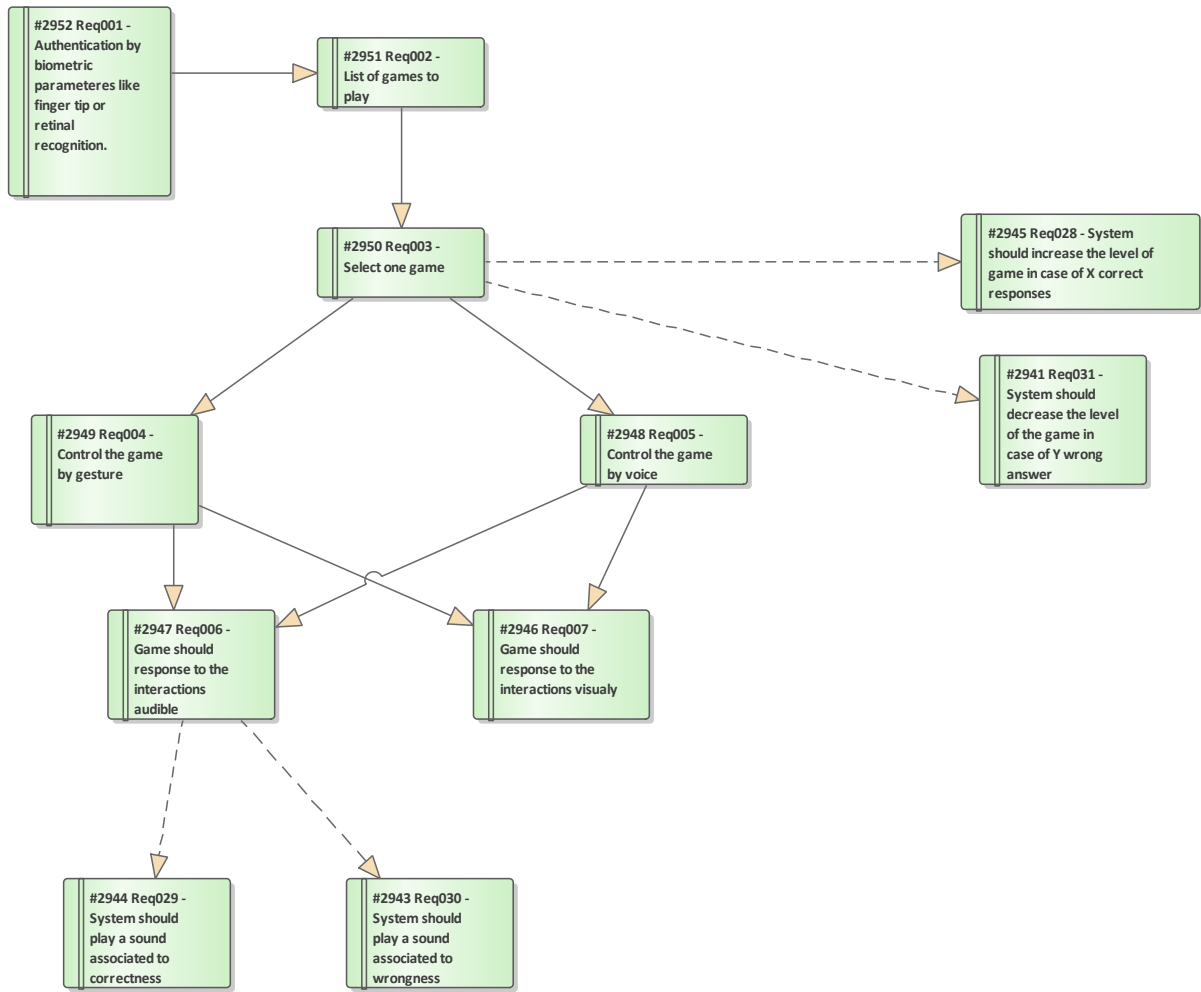 #2952 Req001 -
Authentication by
biometric
parameteres like
finger tip or
retinal
recognition.
#2951 Req002 -
List of games to
play
#2950 Req003 -
Select one game
#2945 Req028 - System
should increase the level of
game in case of X correct
responses
#2941 Req031 -
System should
decrease the level
of the game in
case of Y wrong
answer
#2949 Req004 -
Control the game
by gesture
#2948 Req005 -
Control the game
by voice
#2947 Req006 -
Game should
response to the
interactions
audible
#2946 Req007 -
Game should
response to the
interactions visualy
#2944 Req029 -
System should
play a sound
associated to
correctness
#2943 Req030 -
System should
play a sound
associated to
wrongness